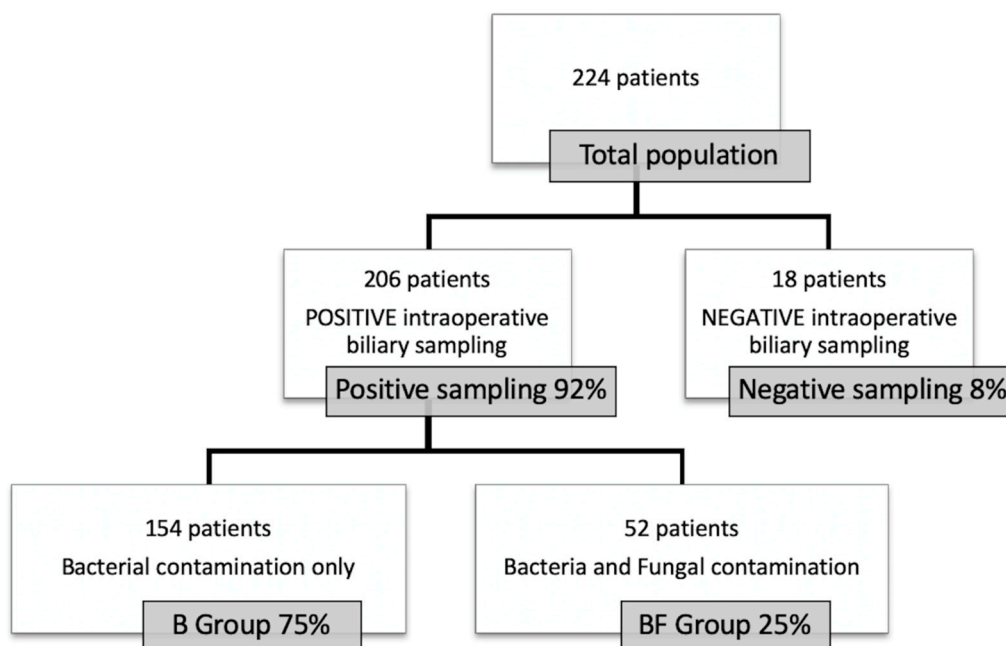 224 patients
Total population
206 patients
POSITIVE intraoperative
biliary sampling
Positive sampling 92%
18 patients
NEGATIVE intraoperative
biliary sampling
Negative sampling 8%
154 patients
Bacterial contamination only
B Group 75%
52 patients
Bacteria and Fungal contamination
BF Group 25%